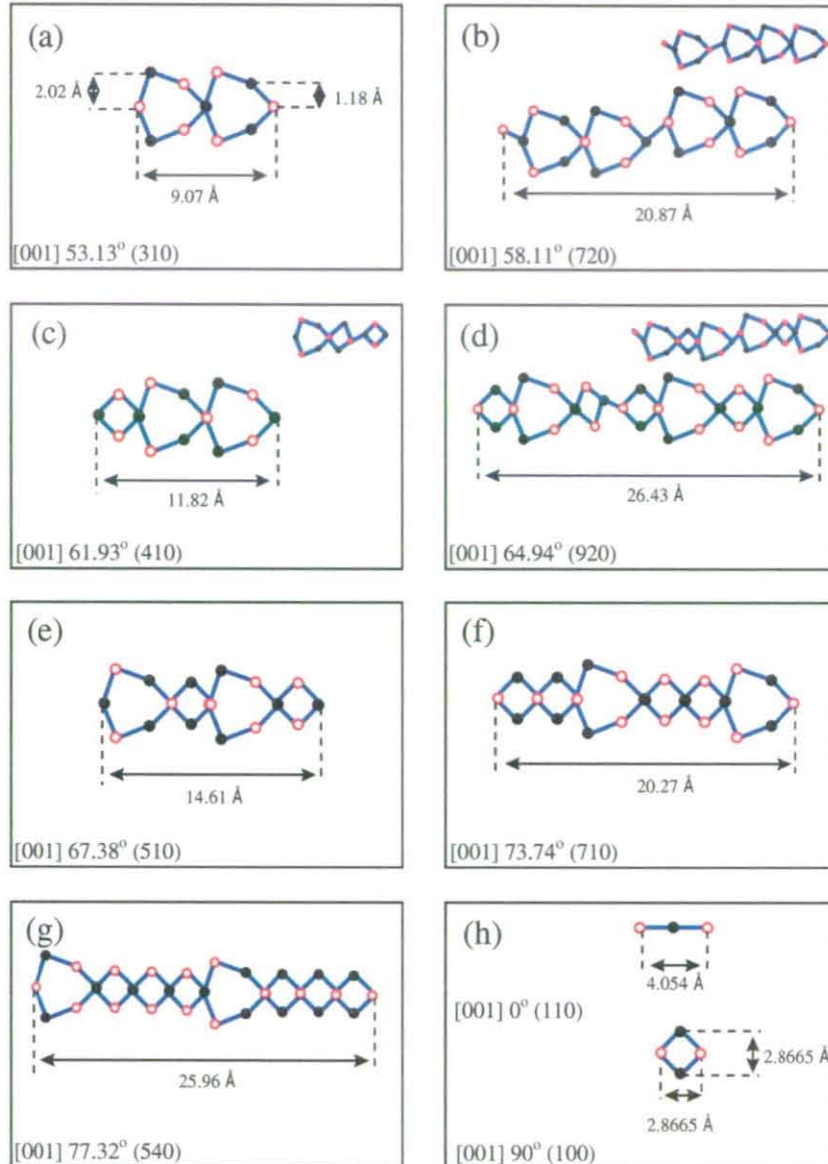 (a)
2.02 Å
1.18 Å
9.07 Å
[001] 53.13° (310)
(b)
20.87 Å
[001] 58.11° (720)
(c)
11.82 Å
[001] 61.93° (410)
(d)
26.43 Å
[001] 64.94° (920)
(e)
14.61 Å
[001] 67.38° (510)
(f)
20.27 Å
[001] 73.74° (710)
(g)
25.96 Å
[001] 77.32° (540)
(h)
4.054 Å
[001] 0° (110)
2.8665 Å
2.8665 Å
[001] 90° (100)